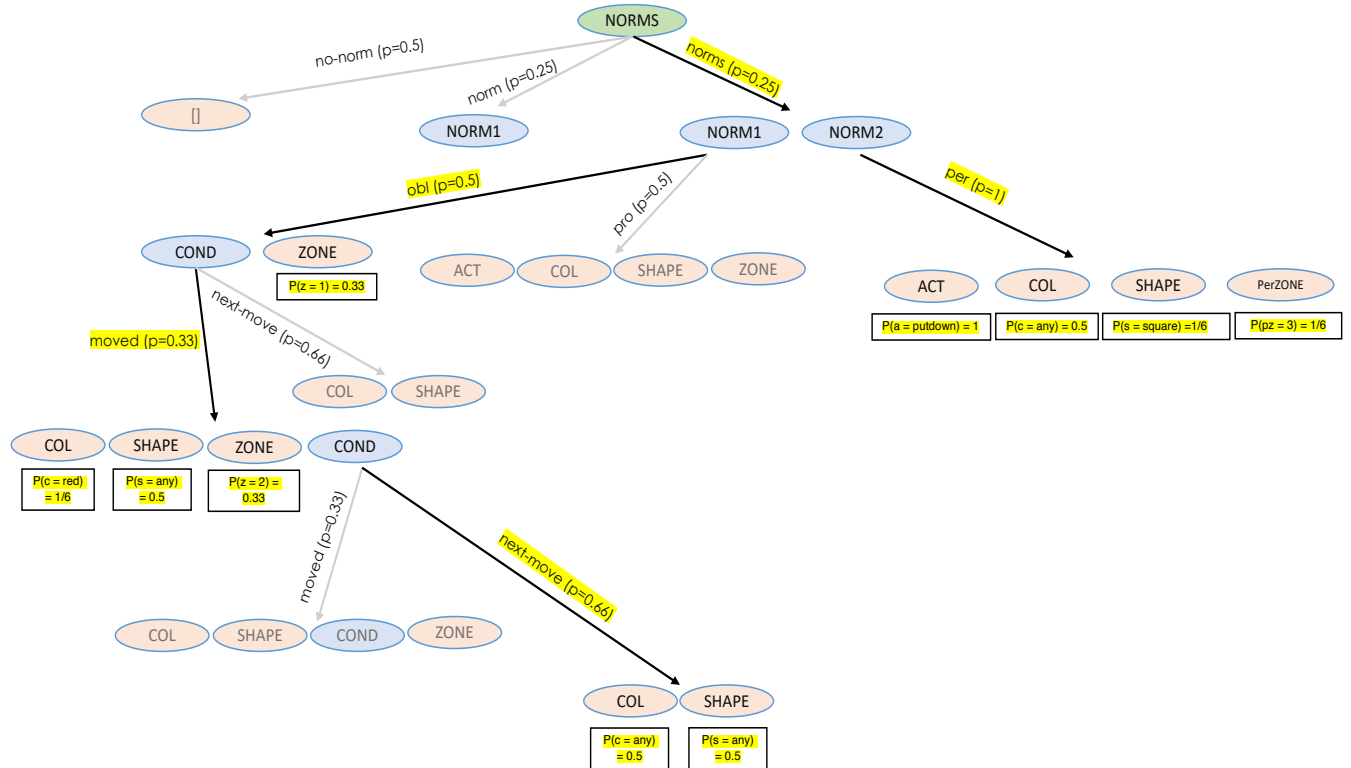 NORMS
no-norm (p=0.5)
norm (p=0.25)
norms (p=0.25)
[]
NORM1
NORM1
NORM2
obl (p=0.5)
pro (p=0.5)
per (p=1)
COND
ZONE
P(z = 1) = 0.33
ACT
COL
SHAPE
ZONE
ACT
COL
SHAPE
PerZONE
P(a = putdown) = 1
P(c = any) = 0.5
P(s = square) =1/6
P(pz = 3) = 1/6
moved (p=0.33)
next-move (p=0.66)
COL
SHAPE
COL
SHAPE
ZONE
COND
P(c = red)
= 1/6
P(s = any)
= 0.5
P(z = 2) =
0.33
moved (p=0.33)
next-move (p=0.66)
COL
SHAPE
COND
ZONE
COL
SHAPE
P(c = any)
= 0.5
P(s = any)
= 0.5